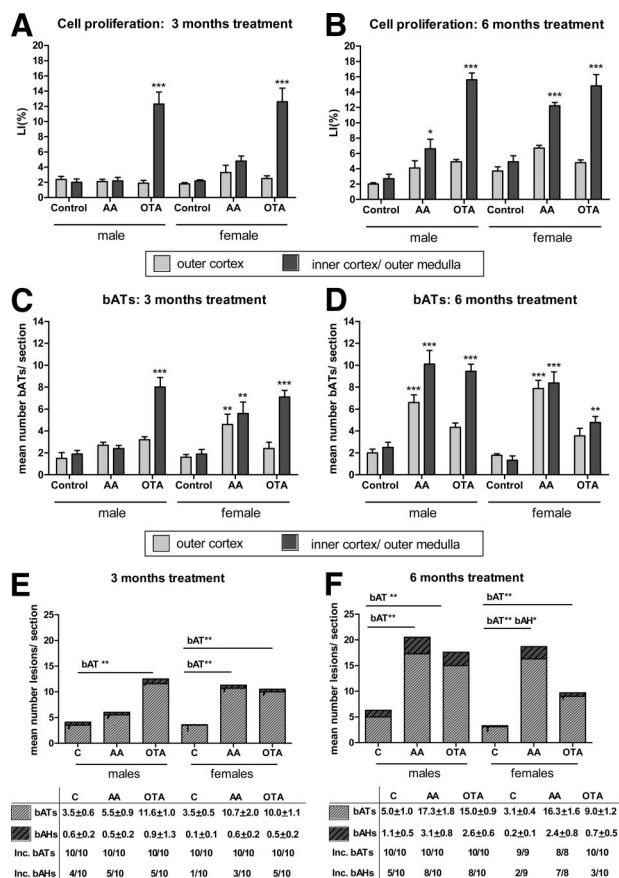 A
Cell proliferation: 3 months treatment
LI(%)
20
18
16
14
12
10
8
6
4
2
0
***
***
Control AA OTA Control AA OTA
male female
B
Cell proliferation: 6 months treatment
LI(%)
20
18
16
14
12
10
8
6
4
2
0
*
***
***
***
Control AA OTA Control AA OTA
male female
outer cortex inner cortex/ outer medulla
C
bATs: 3 months treatment
mean number bATs/ section
14
12
10
8
6
4
2
0
***
**
**
***
Control AA OTA Control AA OTA
male female
D
bATs: 6 months treatment
mean number bATs/ section
14
12
10
8
6
4
2
0
***
***
***
***
***
**
Control AA OTA Control AA OTA
male female
outer cortex inner cortex/ outer medulla
E
3 months treatment
mean number lesions/ section
25
20
15
10
5
0
bAT **
bAT**
bAT**
C AA OTA C AA OTA
males females
C AA OTA C AA OTA
bATs 3.5±0.6 5.5±0.9 11.6±1.0 3.5±0.5 10.7±2.0 10.0±1.1
bAHs 0.6±0.2 0.5±0.2 0.9±1.3 0.1±0.1 0.6±0.2 0.5±0.2
Inc. bATs 10/10 10/10 10/10 10/10 10/10 10/10
Inc. bAHs 4/10 5/10 5/10 1/10 3/10 5/10
F
6 months treatment
mean number lesions/ section
25
20
15
10
5
0
bAT **
bAT**
bAT**
bAT** bAH*
C AA OTA C AA OTA
males females
C AA OTA C AA OTA
bATs 5.0±1.0 17.3±1.8 15.0±0.9 3.1±0.4 16.3±1.6 9.0±1.2
bAHs 1.1±0.5 3.1±0.8 2.6±0.6 0.2±0.1 2.4±0.8 0.7±0.5
Inc. bATs 10/10 10/10 10/10 9/9 8/8 10/10
Inc. bAHs 5/10 8/10 8/10 2/9 7/8 3/10